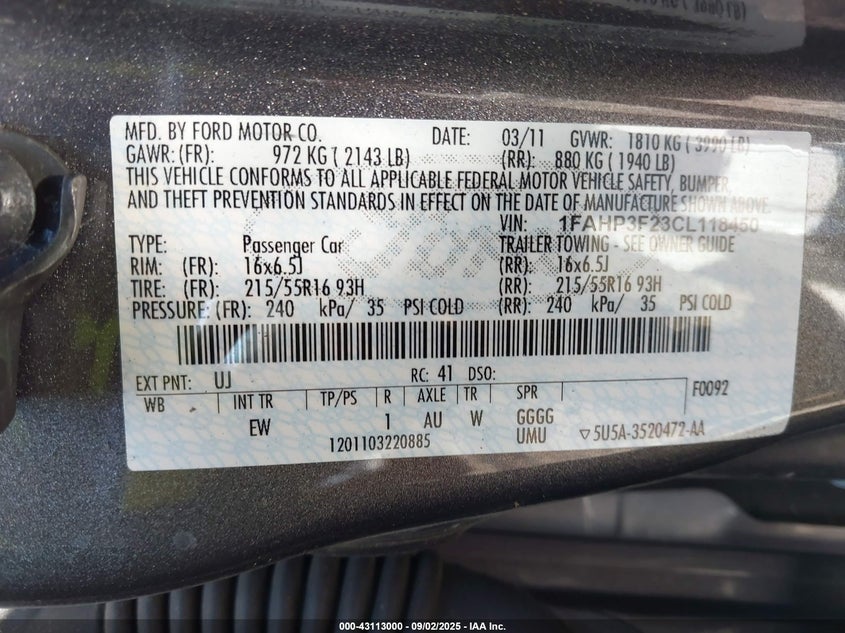 MFD. BY FORD MOTOR CO. DATE: 03/11 GVWR: 1810 KG ( 3990 LB)
GAWR: (FR): 972 KG ( 2143 LB) (RR): 880 KG ( 1940 LB)
THIS VEHICLE CONFORMS TO ALL APPLICABLE FEDERAL MOTOR VEHICLE SAFETY, BUMPER,
AND THEFT PREVENTION STANDARDS IN EFFECT ON THE DATE OF MANUFACTURE SHOWN ABOVE.
VIN: 1FAHP3F23CL118450
TYPE: Passenger Car TRAILER TOWING - SEE OWNER GUIDE
RIM: (FR): 16x6.5J (RR): 16x6.5J
TIRE: (FR): 215/55R16 93H (RR): 215/55R16 93H
PRESSURE: (FR): 240 kPa/ 35 PSI COLD (RR): 240 kPa/ 35 PSI COLD
EXT PNT: UJ RC: 41 DSO:
WB INT TR TP/PS R AXLE TR SPR F0092
EW 1 AU W GGGG
1201103220885 UMU ▽5U5A-3520472-AA
000-43113000 - 09/02/2025 - IAA Inc.